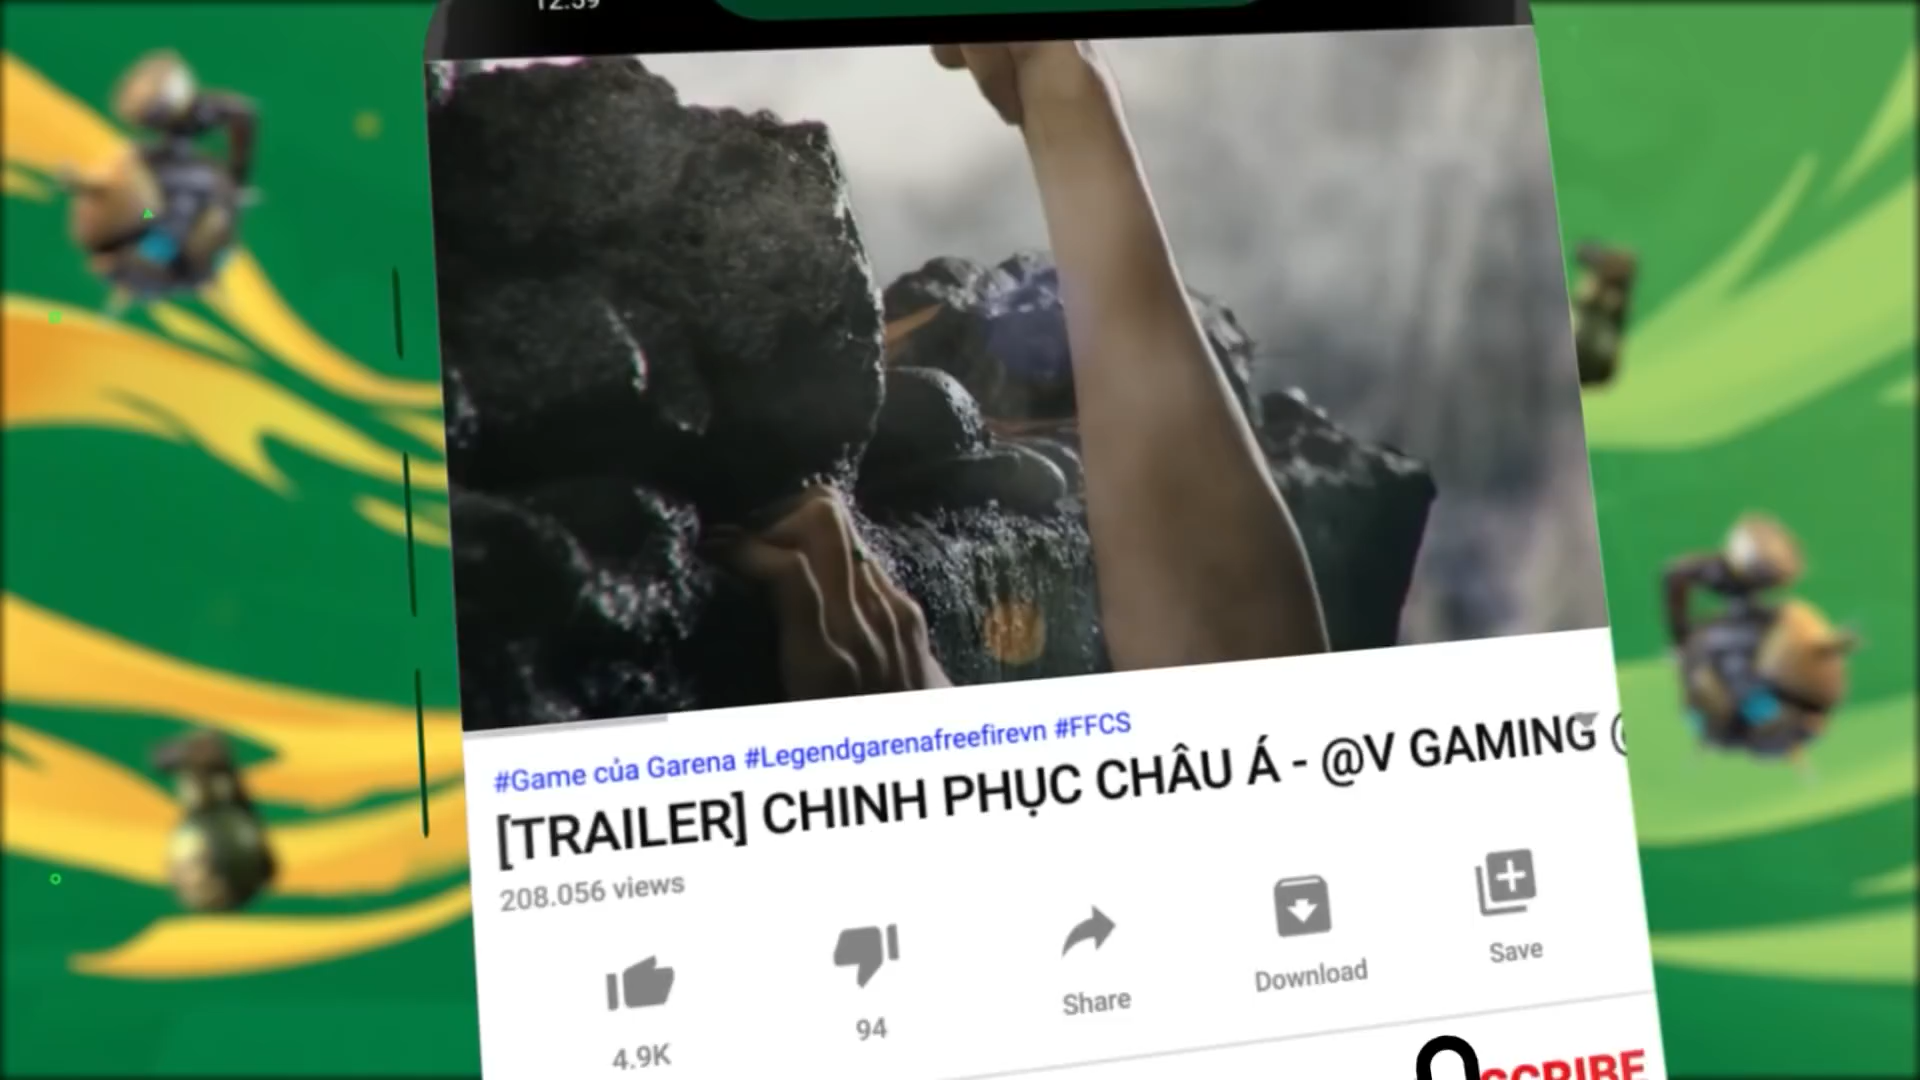 #Game của Garena #Legendgarenafreefirevn #FFCS
[TRAILER] CHINH PHỤC CHÂU Á - @V GAMING
208.056 views
4.9K
94
Share
Download
Save